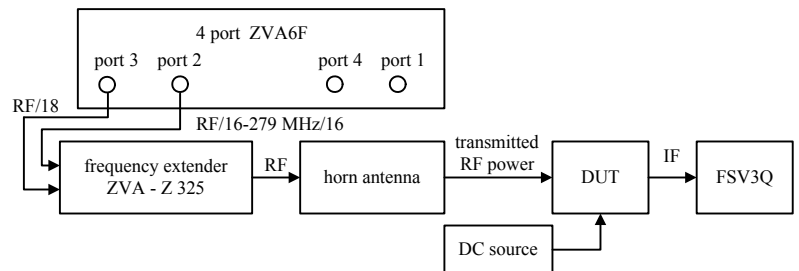 4 port ZVA6F
port 3
port 2
port 4
port 1
RF/18
RF/16-279 MHz/16
frequency extender
ZVA - Z 325
RF
horn antenna
transmitted
RF power
DUT
IF
FSV3Q
DC source